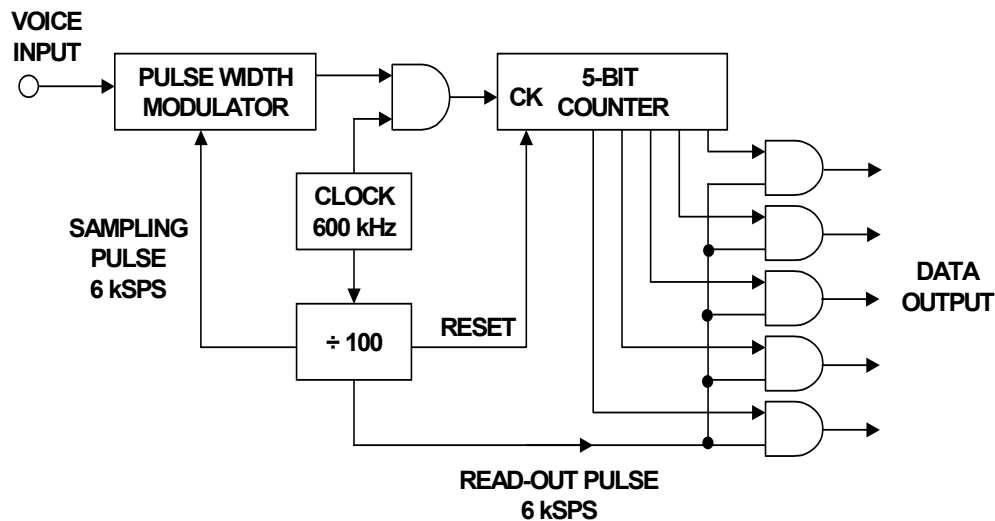 VOICE
INPUT
PULSE WIDTH
MODULATOR
CK
5-BIT
COUNTER
CLOCK
600 kHz
SAMPLING
PULSE
6 kSPS
÷ 100
RESET
DATA
OUTPUT
READ-OUT PULSE
6 kSPS